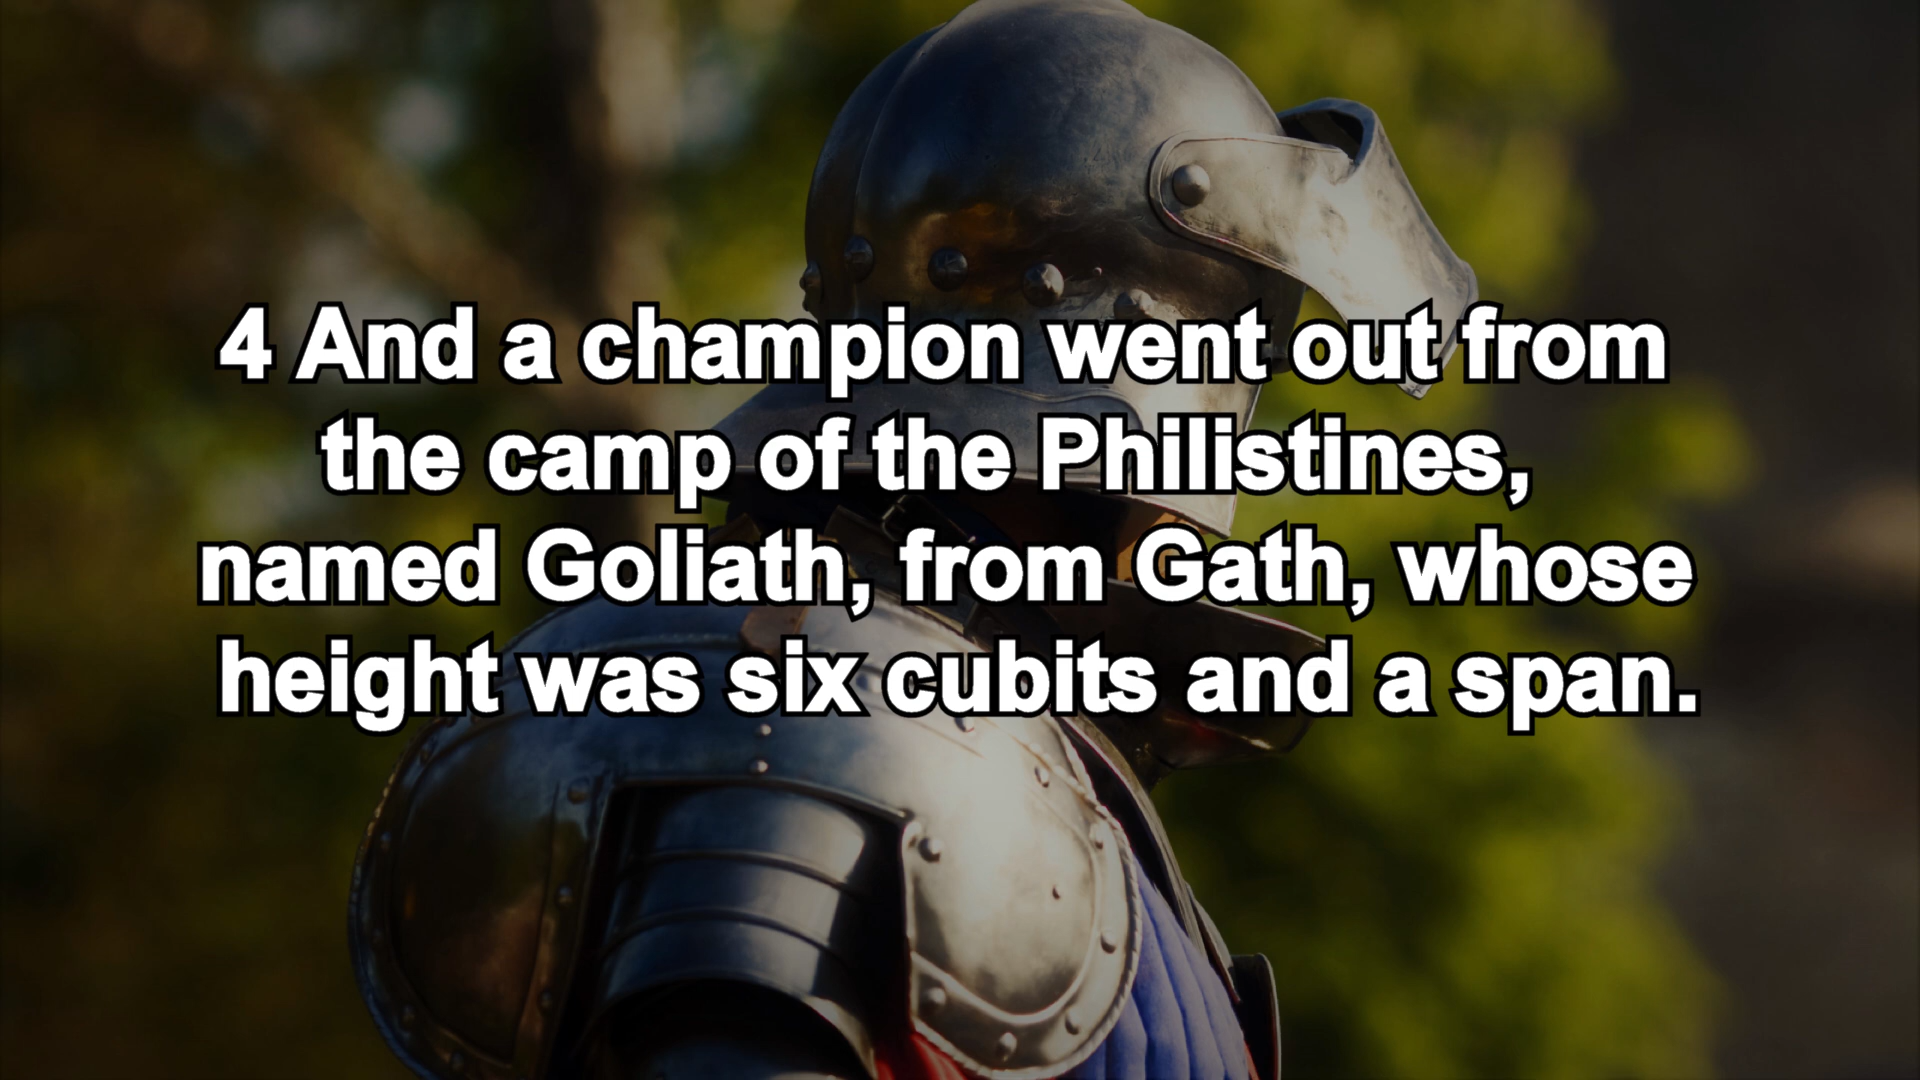 4 And a champion went out from
the camp of the Philistines,
named Goliath, from Gath, whose
height was six cubits and a span.